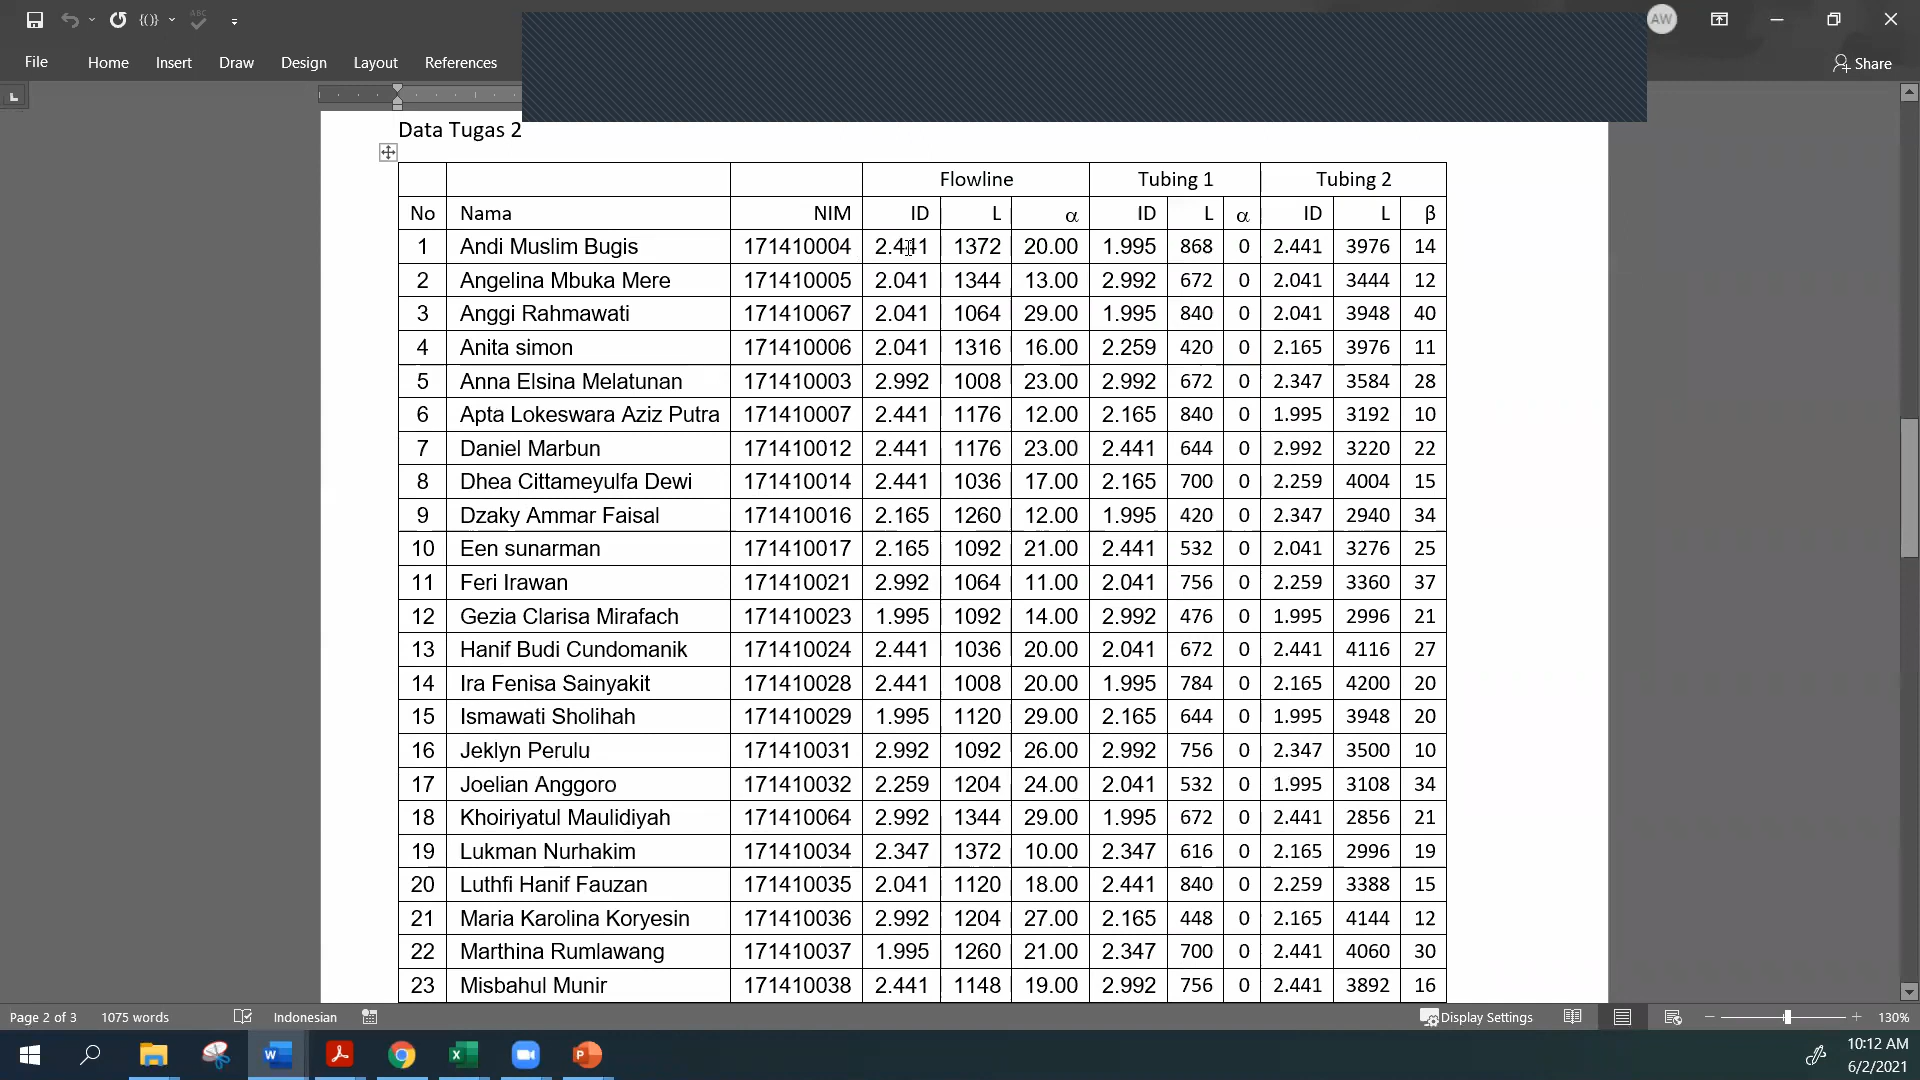 AW
File Home Insert Draw Design Layout References Share
Data Tugas 2
Flowline Tubing 1 Tubing 2
No Nama NIM ID L α ID L α ID L β
1 Andi Muslim Bugis 171410004 2.441 1372 20.00 1.995 868 0 2.441 3976 14
2 Angelina Mbuka Mere 171410005 2.041 1344 13.00 2.992 672 0 2.041 3444 12
3 Anggi Rahmawati 171410067 2.041 1064 29.00 1.995 840 0 2.041 3948 40
4 Anita simon 171410006 2.041 1316 16.00 2.259 420 0 2.165 3976 11
5 Anna Elsina Melatunan 171410003 2.992 1008 23.00 2.992 672 0 2.347 3584 28
6 Apta Lokeswara Aziz Putra 171410007 2.441 1176 12.00 2.165 840 0 1.995 3192 10
7 Daniel Marbun 171410012 2.441 1176 23.00 2.441 644 0 2.992 3220 22
8 Dhea Cittameyulfa Dewi 171410014 2.441 1036 17.00 2.165 700 0 2.259 4004 15
9 Dzaky Ammar Faisal 171410016 2.165 1260 12.00 1.995 420 0 2.347 2940 34
10 Een sunarman 171410017 2.165 1092 21.00 2.441 532 0 2.041 3276 25
11 Feri Irawan 171410021 2.992 1064 11.00 2.041 756 0 2.259 3360 37
12 Gezia Clarisa Mirafach 171410023 1.995 1092 14.00 2.992 476 0 1.995 2996 21
13 Hanif Budi Cundomanik 171410024 2.441 1036 20.00 2.041 672 0 2.441 4116 27
14 Ira Fenisa Sainyakit 171410028 2.441 1008 20.00 1.995 784 0 2.165 4200 20
15 Ismawati Sholihah 171410029 1.995 1120 29.00 2.165 644 0 1.995 3948 20
16 Jeklyn Perulu 171410031 2.992 1092 26.00 2.992 756 0 2.347 3500 10
17 Joelian Anggoro 171410032 2.259 1204 24.00 2.041 532 0 1.995 3108 34
18 Khoiriyatul Maulidiyah 171410064 2.992 1344 29.00 1.995 672 0 2.441 2856 21
19 Lukman Nurhakim 171410034 2.347 1372 10.00 2.347 616 0 2.165 2996 19
20 Luthfi Hanif Fauzan 171410035 2.041 1120 18.00 2.441 840 0 2.259 3388 15
21 Maria Karolina Koryesin 171410036 2.992 1204 27.00 2.165 448 0 2.165 4144 12
22 Marthina Rumlawang 171410037 1.995 1260 21.00 2.347 700 0 2.441 4060 30
23 Misbahul Munir 171410038 2.441 1148 19.00 2.992 756 0 2.441 3892 16
Page 2 of 3 1075 words Indonesian Display Settings 130%
10:12 AM
6/2/2021